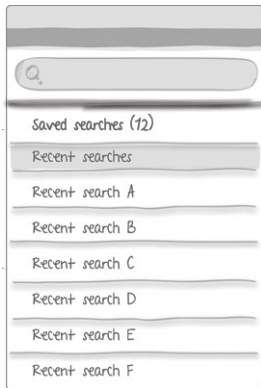 Saved searches (12)
Recent searches
Recent search A
Recent search B
Recent search C
Recent search D
Recent search E
Recent search F